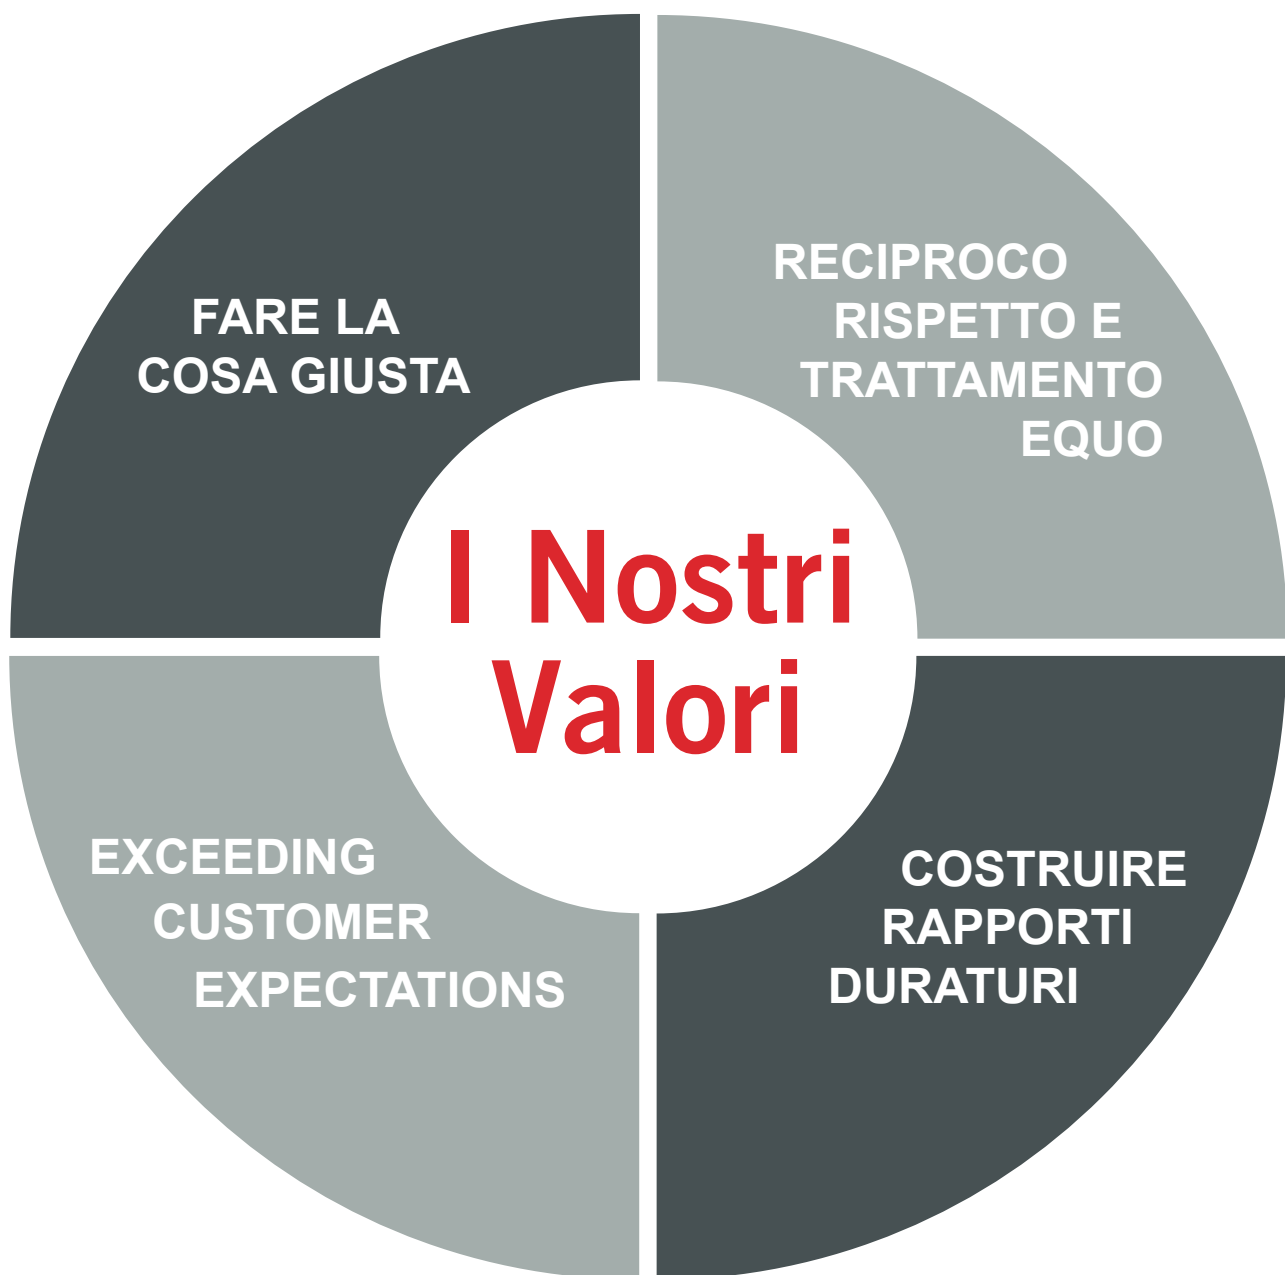 FARE LA
COSA GIUSTA
RECIPROCO
RISPETTO E
TRATTAMENTO
EQUO
I Nostri
Valori
EXCEEDING
CUSTOMER
EXPECTATIONS
COSTRUIRE
RAPPORTI
DURATURI